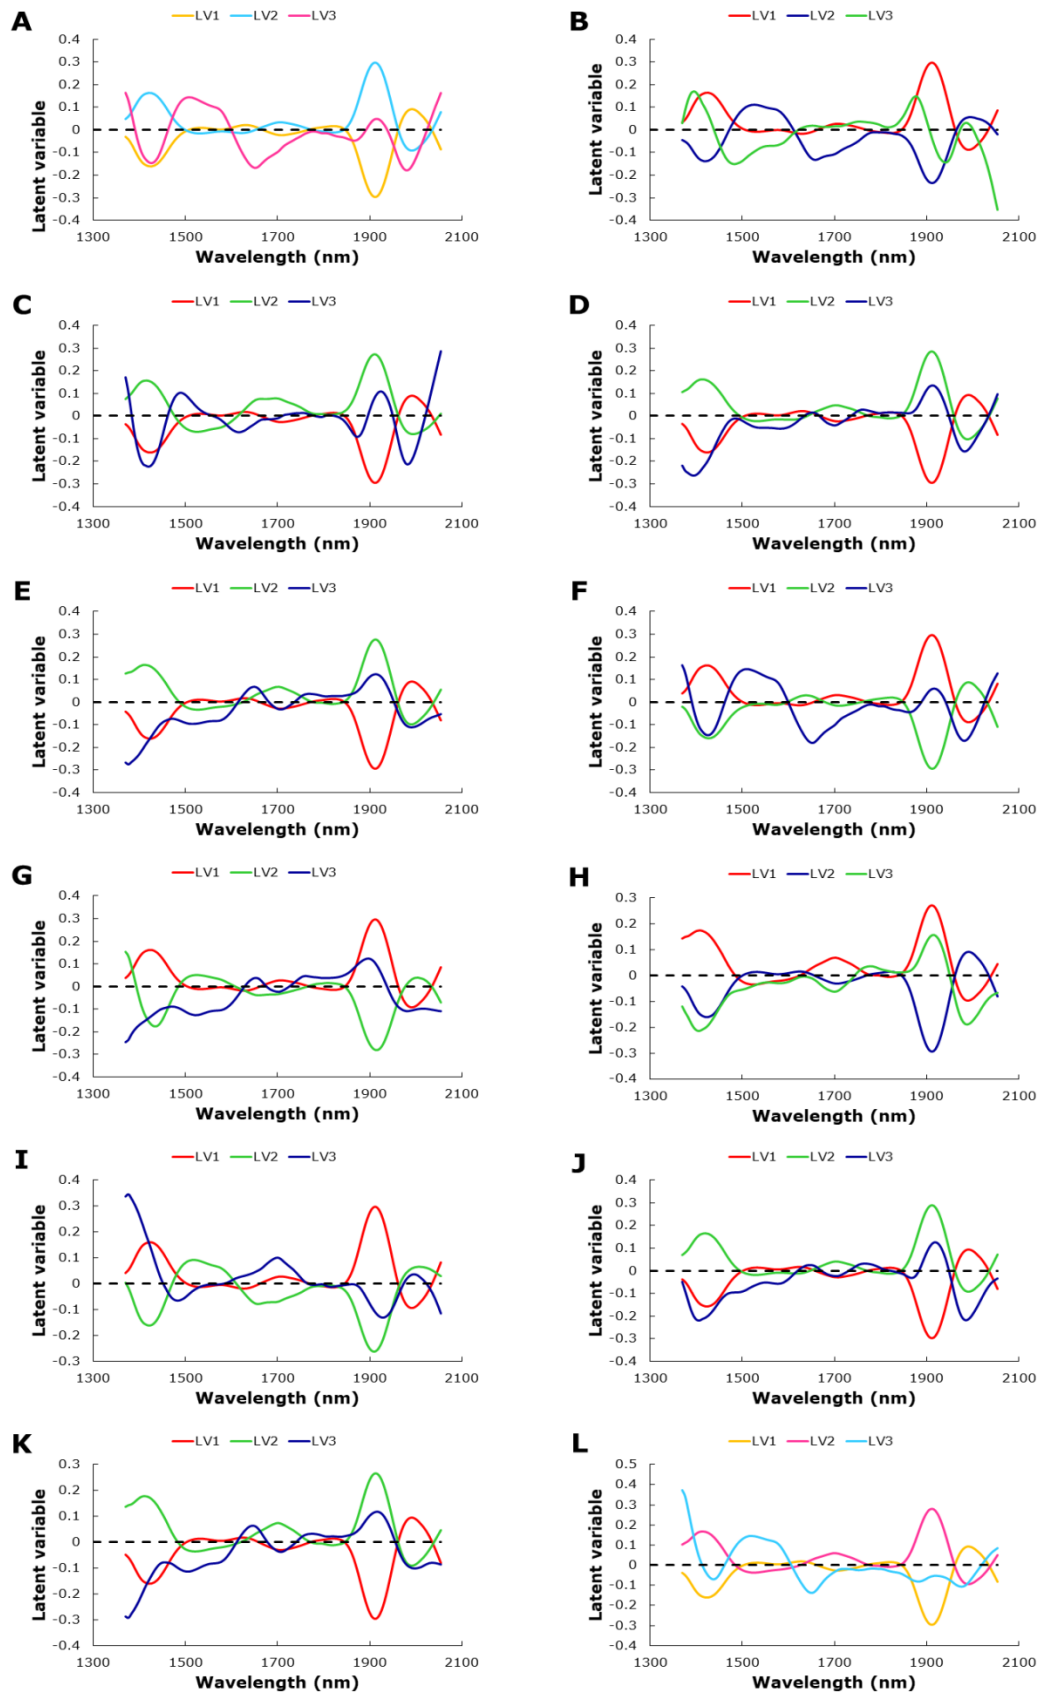 A
LV1 LV2 LV3
0.4
0.3
0.2
0.1
0
-0.1
-0.2
-0.3
-0.4
Latent variable
1300 1500 1700 1900 2100
Wavelength (nm)
B
LV1 LV2 LV3
0.4
0.3
0.2
0.1
0
-0.1
-0.2
-0.3
-0.4
Latent variable
1300 1500 1700 1900 2100
Wavelength (nm)
C
LV1 LV2 LV3
0.4
0.3
0.2
0.1
0
-0.1
-0.2
-0.3
-0.4
Latent variable
1300 1500 1700 1900 2100
Wavelength (nm)
D
LV1 LV2 LV3
0.4
0.3
0.2
0.1
0
-0.1
-0.2
-0.3
-0.4
Latent variable
1300 1500 1700 1900 2100
Wavelength (nm)
E
LV1 LV2 LV3
0.4
0.3
0.2
0.1
0
-0.1
-0.2
-0.3
-0.4
Latent variable
1300 1500 1700 1900 2100
Wavelength (nm)
F
LV1 LV2 LV3
0.4
0.3
0.2
0.1
0
-0.1
-0.2
-0.3
-0.4
Latent variable
1300 1500 1700 1900 2100
Wavelength (nm)
G
LV1 LV2 LV3
0.4
0.3
0.2
0.1
0
-0.1
-0.2
-0.3
-0.4
Latent variable
1300 1500 1700 1900 2100
Wavelength (nm)
H
LV1 LV2 LV3
0.3
0.2
0.1
0
-0.1
-0.2
-0.3
-0.4
Latent variable
1300 1500 1700 1900 2100
Wavelength (nm)
I
LV1 LV2 LV3
0.4
0.3
0.2
0.1
0
-0.1
-0.2
-0.3
Latent variable
1300 1500 1700 1900 2100
Wavelength (nm)
J
LV1 LV2 LV3
0.4
0.3
0.2
0.1
0
-0.1
-0.2
-0.3
-0.4
Latent variable
1300 1500 1700 1900 2100
Wavelength (nm)
K
LV1 LV2 LV3
0.3
0.2
0.1
0
-0.1
-0.2
-0.3
-0.4
Latent variable
1300 1500 1700 1900 2100
Wavelength (nm)
L
LV1 LV2 LV3
0.5
0.4
0.3
0.2
0.1
0
-0.1
-0.2
-0.3
-0.4
Latent variable
1300 1500 1700 1900 2100
Wavelength (nm)